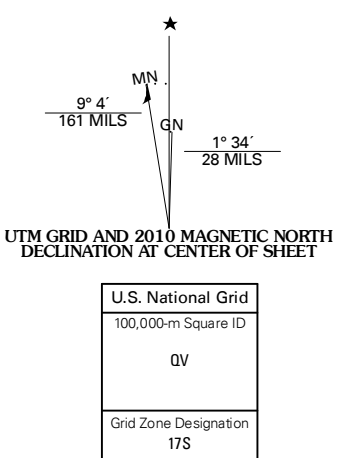 ★
MN
GN
9° 4´
161 MILS
1° 34´
28 MILS
UTM GRID AND 2010 MAGNETIC NORTH
DECLINATION AT CENTER OF SHEET
U.S. National Grid
100,000-m Square ID
QV
Grid Zone Designation
17S